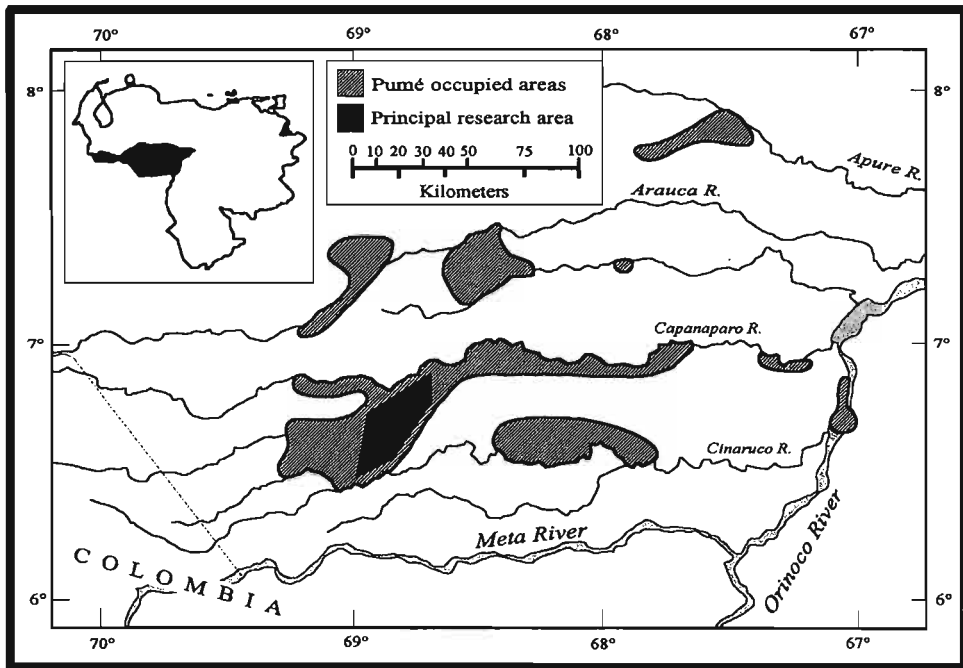 70° 69° 68° 67°
8° 8°
Pumé occupied areas
Principal research area
0 10 20 30 40 50 75 100
Kilometers
Apure R.
Arauca R.
Capanaparo R.
7° 7°
Cinaruco R.
Meta River
Orinoco River
COLOMBIA
6° 6°
70° 69° 68° 67°